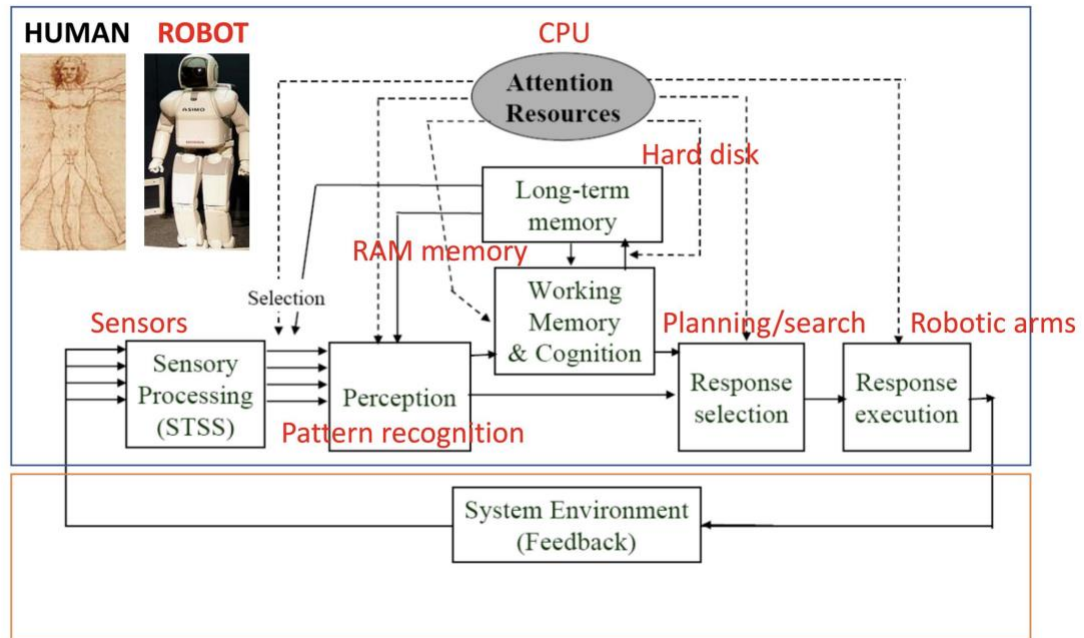 HUMAN ROBOT
CPU
Attention
Resources
Hard disk
Long-term
memory
RAM memory
Selection
Working
Memory
& Cognition
Sensors
Planning/search
Robotic arms
Sensory
Processing
(STSS)
Perception
Pattern recognition
Response
selection
Response
execution
System Environment
(Feedback)
ASIMO